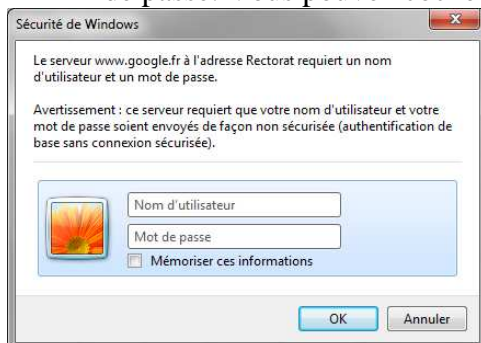 Sécurité de Windows
Le serveur www.google.fr à l'adresse Rectorat requiert un nom
d'utilisateur et un mot de passe.
Avertissement : ce serveur requiert que votre nom d'utilisateur et votre
mot de passe soient envoyés de façon non sécurisée (authentification de
base sans connexion sécurisée).
Nom d'utilisateur
Mot de passe
Mémoriser ces informations
OK
Annuler